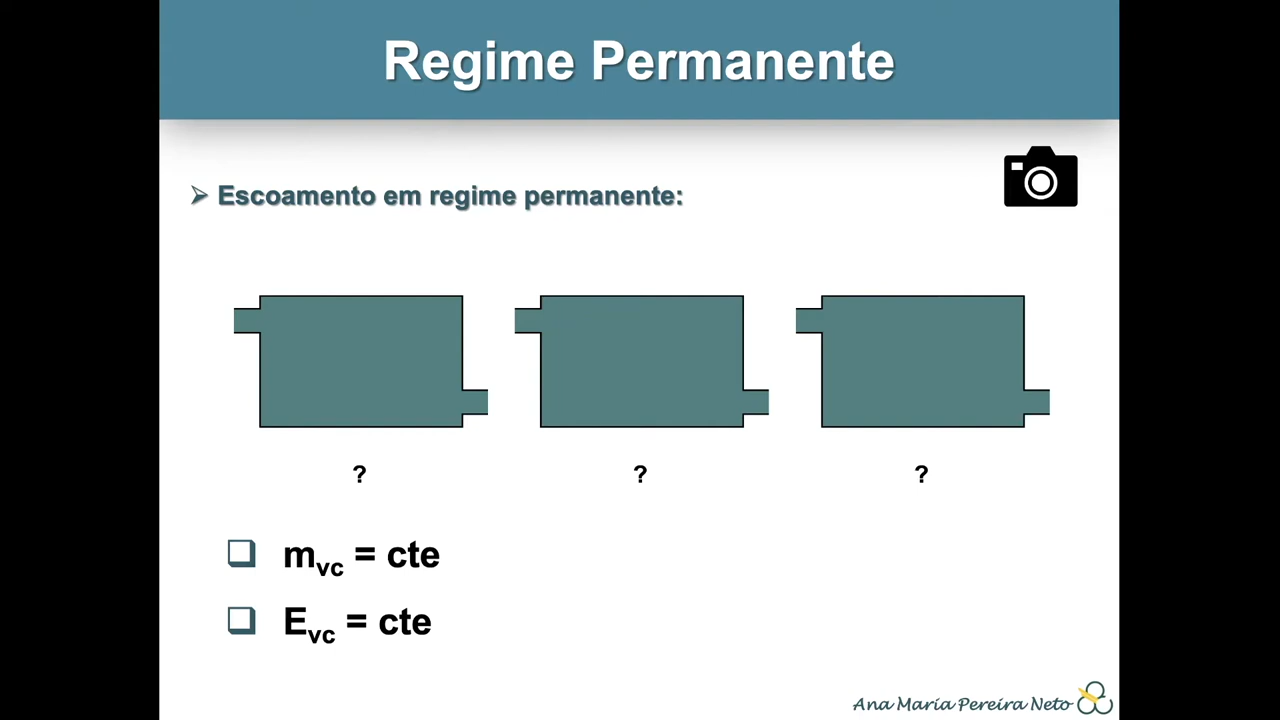 Regime Permanente
Escoamento em regime permanente:
? ? ?
mvc = cte
Evc = cte
Ana Maria Pereira Neto